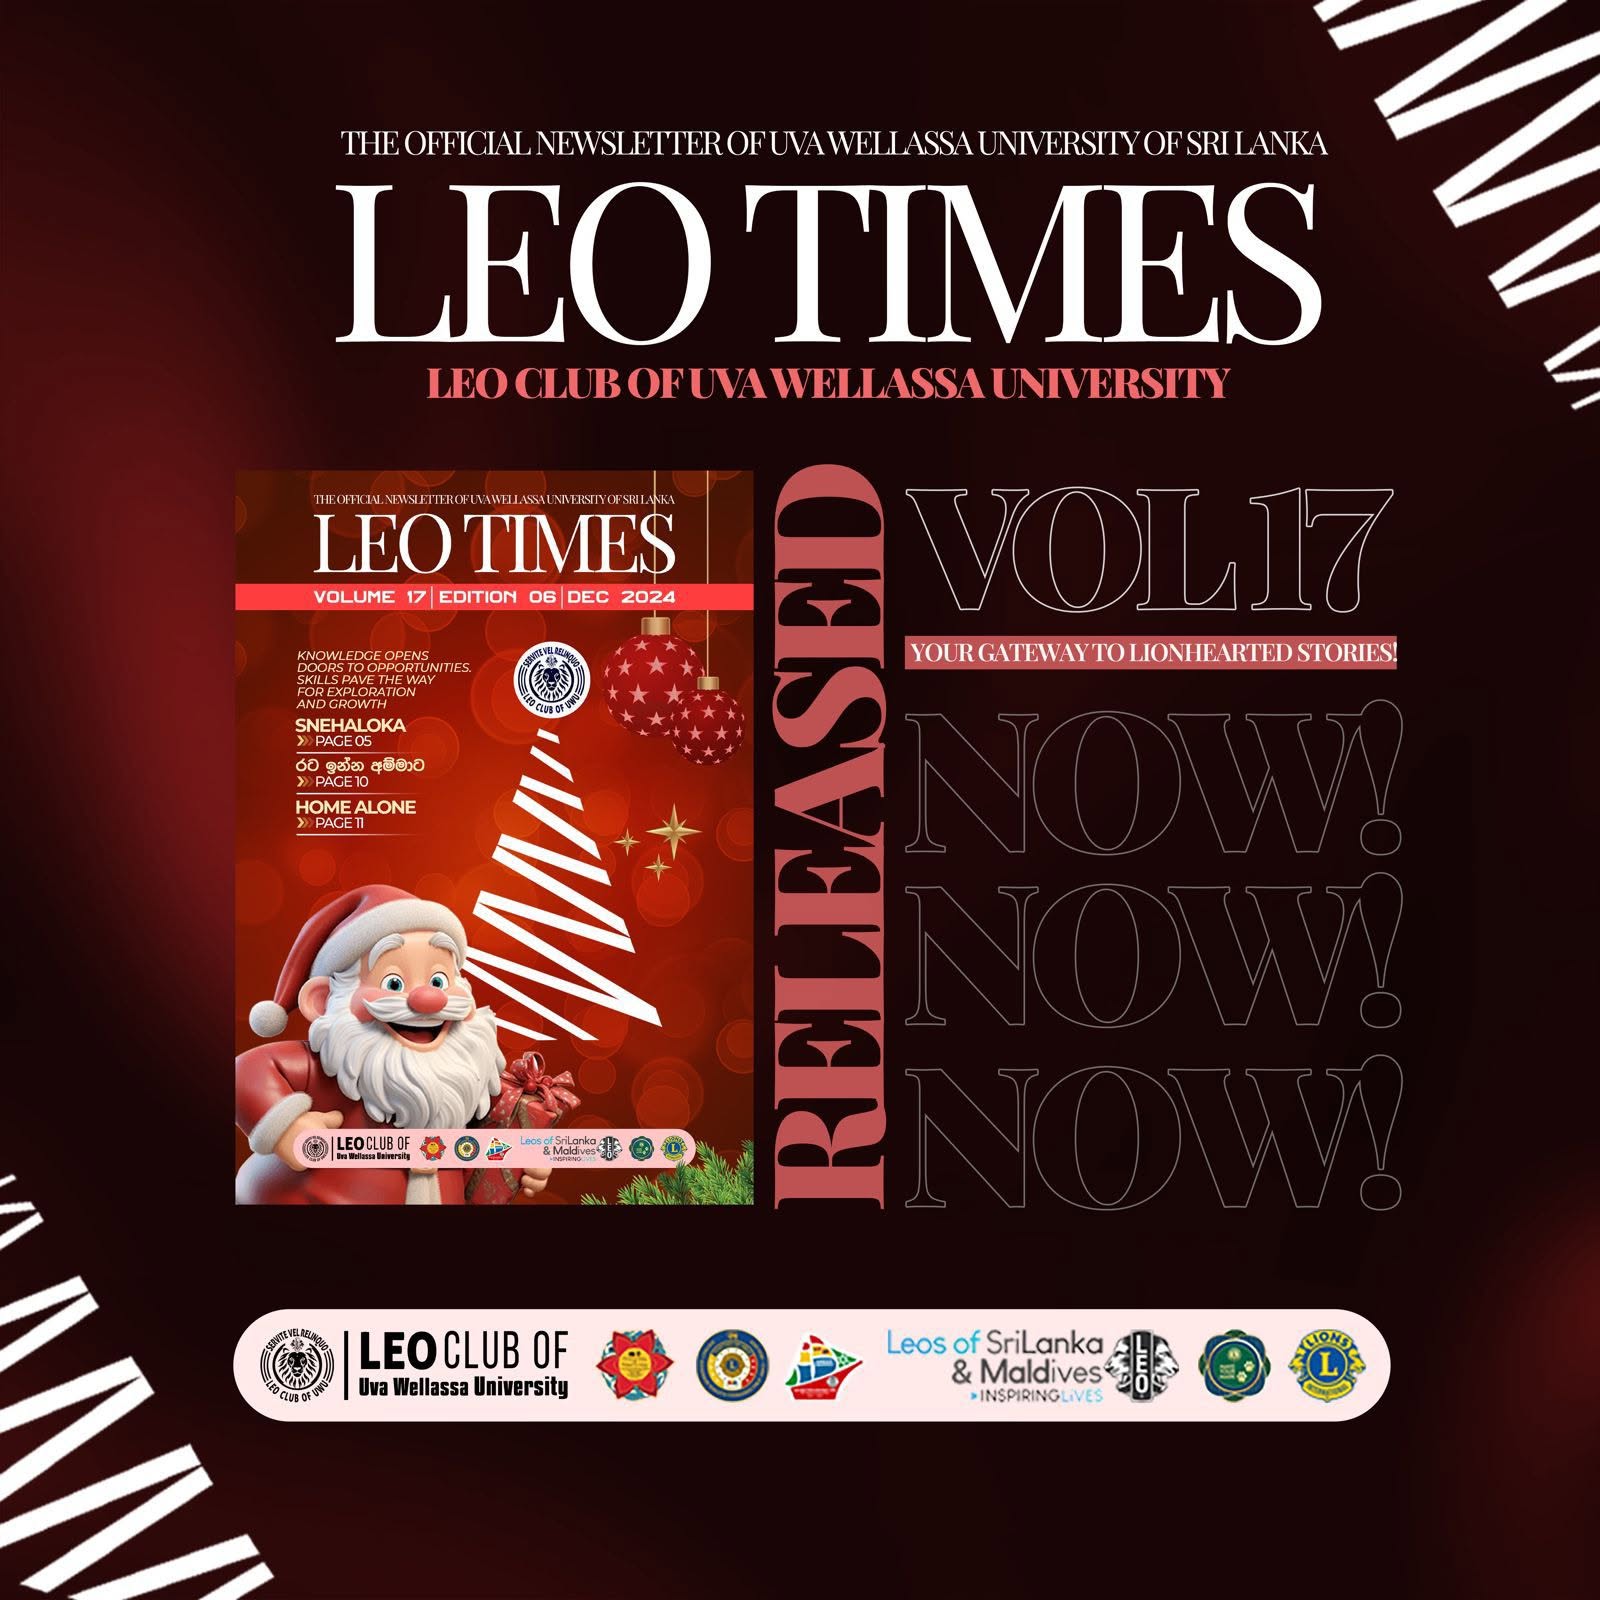 THE OFFICIAL NEWSLETTER OF UVA WELLASSA UNIVERSITY OF SRI LANKA
LEO TIMES
LEO CLUB OF UVA WELLASSA UNIVERSITY
THE OFFICIAL NEWSLETTER OF UVA WELLASSA UNIVERSITY OF SRI LANKA
LEO TIMES
VOLUME 17 | EDITION 06 | DEC 2024
KNOWLEDGE OPENS
DOORS TO OPPORTUNITIES.
SKILLS PAVE THE WAY
FOR EXPLORATION
AND GROWTH
SERVITE VEL RELINQUO
LEO CLUB OF UWU
SNEHALOKA
PAGE 05
රට ඉන්න අම්මාට
PAGE 10
HOME ALONE
PAGE 11
LEO CLUB OF
Uva Wellassa University
Leos of SriLanka
& Maldives
INSPIRING LiVES
LEO
L
RELEASED
VOL 17
YOUR GATEWAY TO LIONHEARTED STORIES!
NOW!
NOW!
NOW!
SERVITE VEL RELINQUO
LEO CLUB OF UWU
LEO CLUB OF
Uva Wellassa University
Leos of SriLanka
& Maldives
INSPIRING LiVES
LEO
LIONS
L
INTERNATIONAL